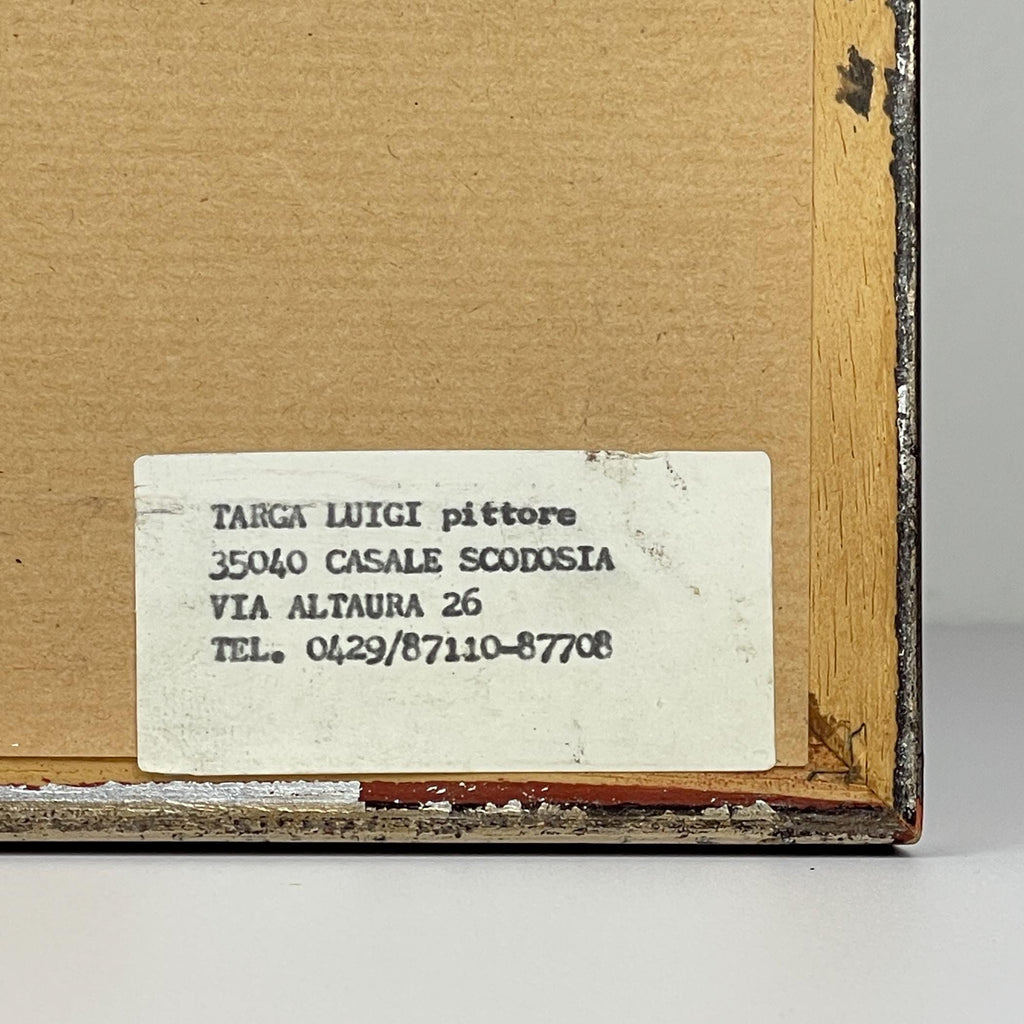 TARGA LUIGI pittore
35040 CASALE SCODOSIA
VIA ALTAURA 26
TEL. 0429/87110-87708